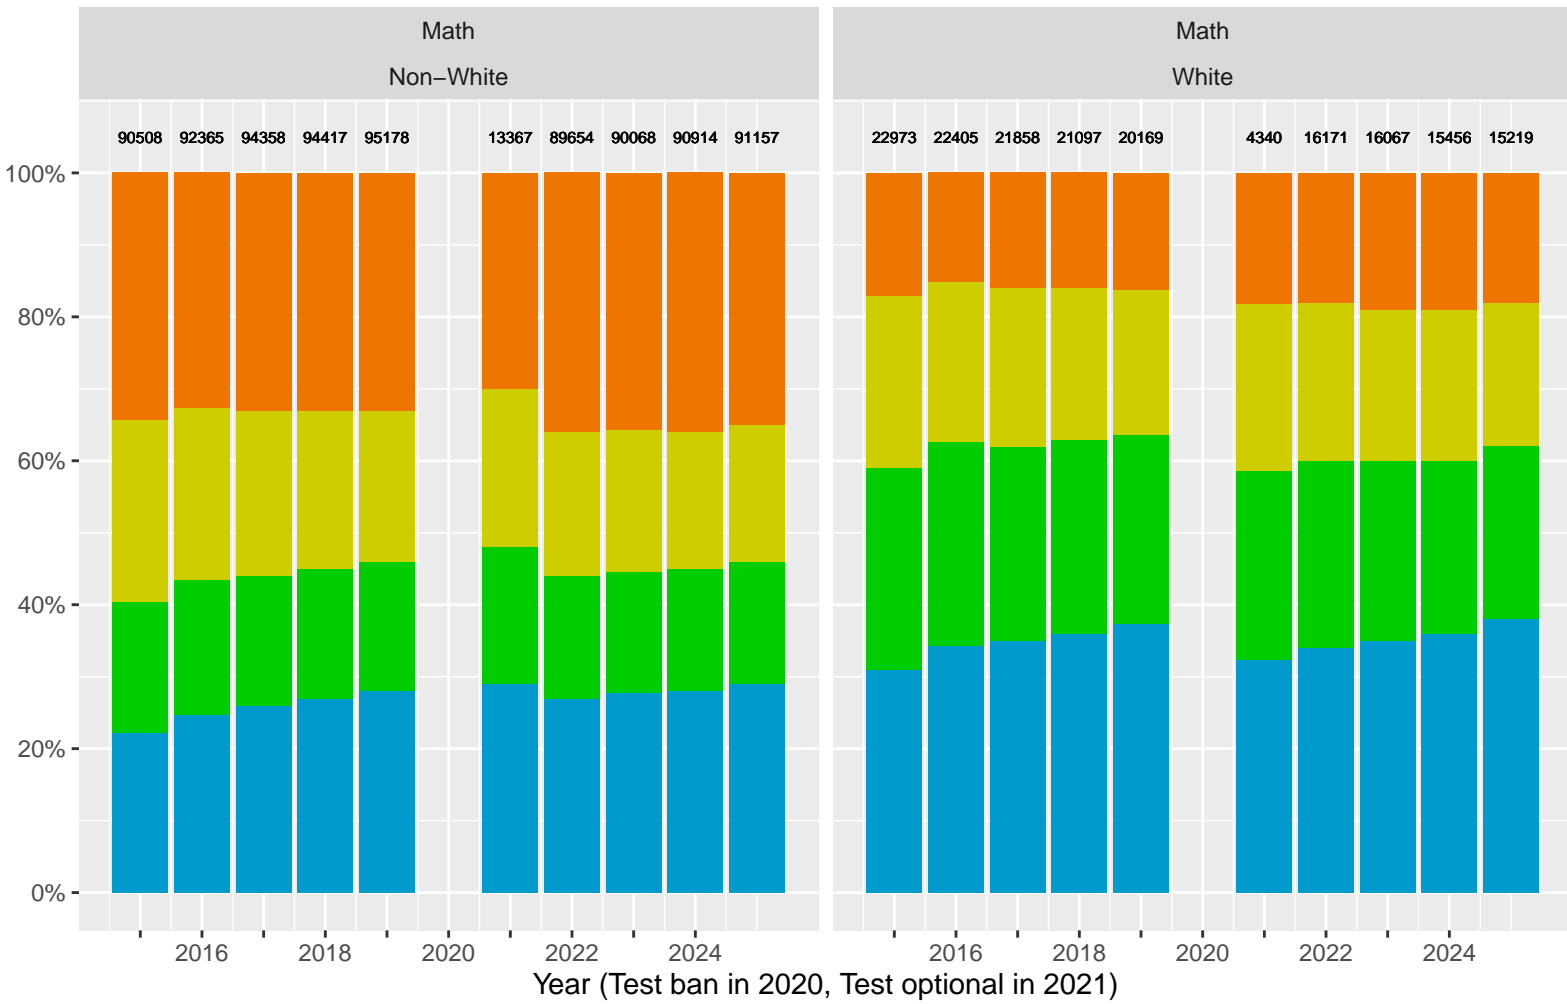 Math Math
Non−White White
90508 92365 94358 94417 95178 13367 89654 90068 90914 91157 22973 22405 21858 21097 20169 4340 16171 16067 15456 15219
100%
80%
60%
40%
20%
0%
2016 2018 2020 2022 2024 2016 2018 2020 2022 2024
Year (Test ban in 2020, Test optional in 2021)